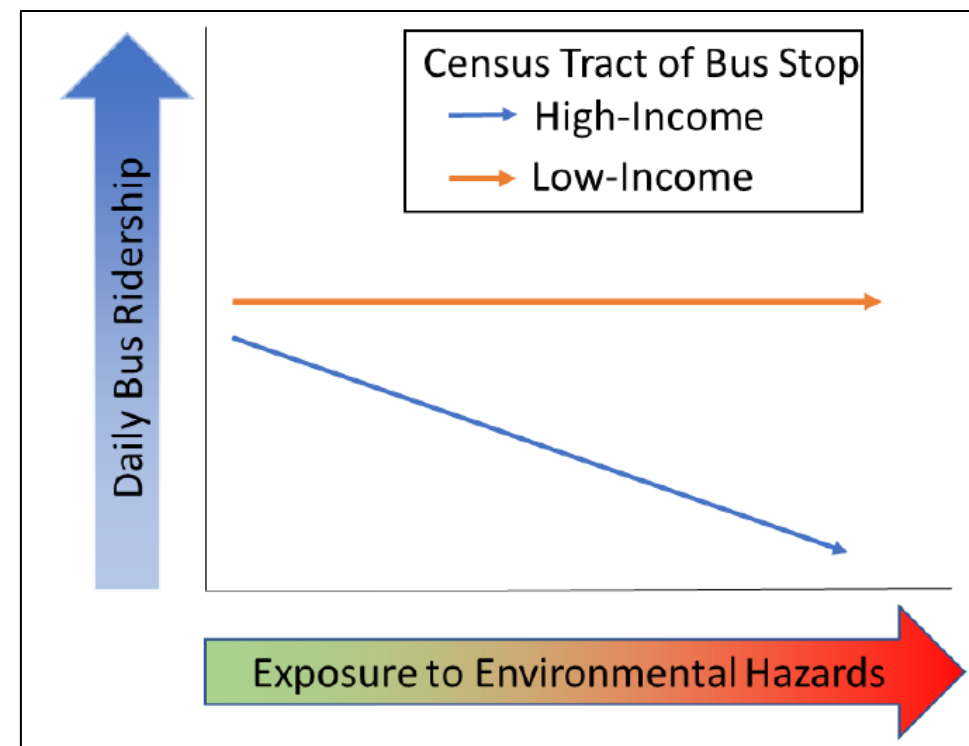 Census Tract of Bus Stop
High-Income
Low-Income
Daily Bus Ridership
Exposure to Environmental Hazards